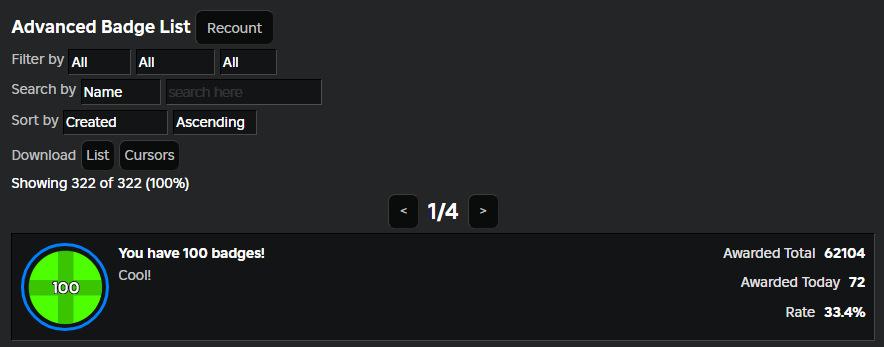 Advanced Badge List Recount
Filter by All All All
Search by Name search here
Sort by Created Ascending
Download List Cursors
Showing 322 of 322 (100%)
< 1/4 >
You have 100 badges! Awarded Total 62104
100 Cool!
Awarded Today 72
Rate 33.4%